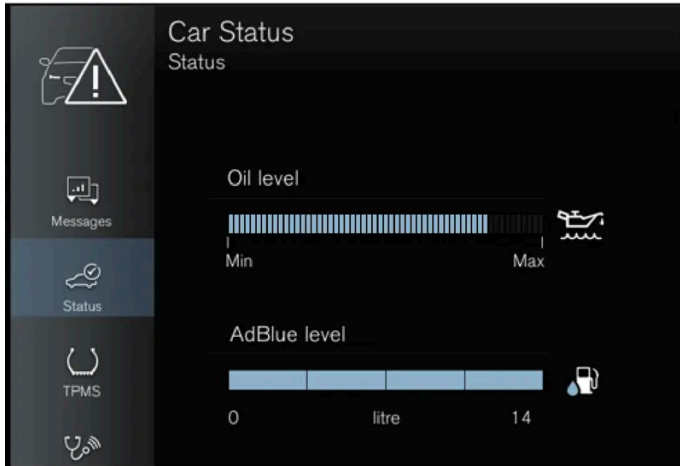 Car Status
Status
Messages
Status
TPMS
Oil level
Min Max
AdBlue level
0 litre 14